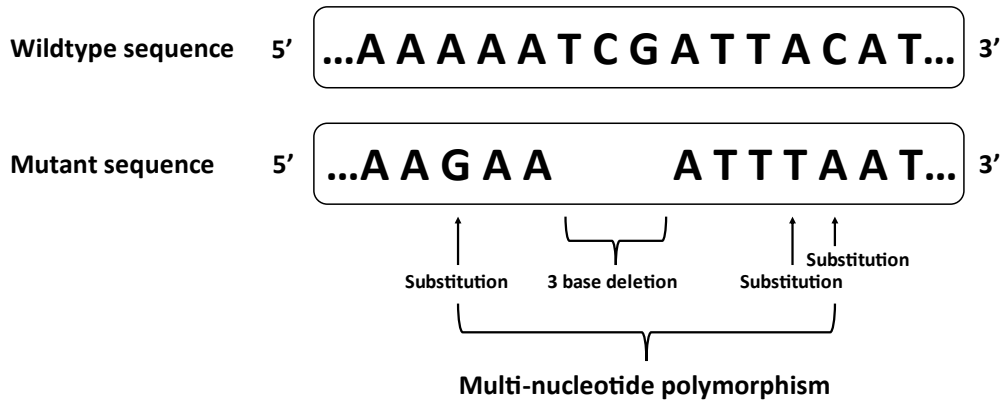 Wildtype sequence 5’ …A A A A A T C G A T T A C A T… 3’
Mutant sequence 5’ …A A G A A A T T T A A T… 3’
Substitution
Substitution 3 base deletion Substitution
Multi-nucleotide polymorphism